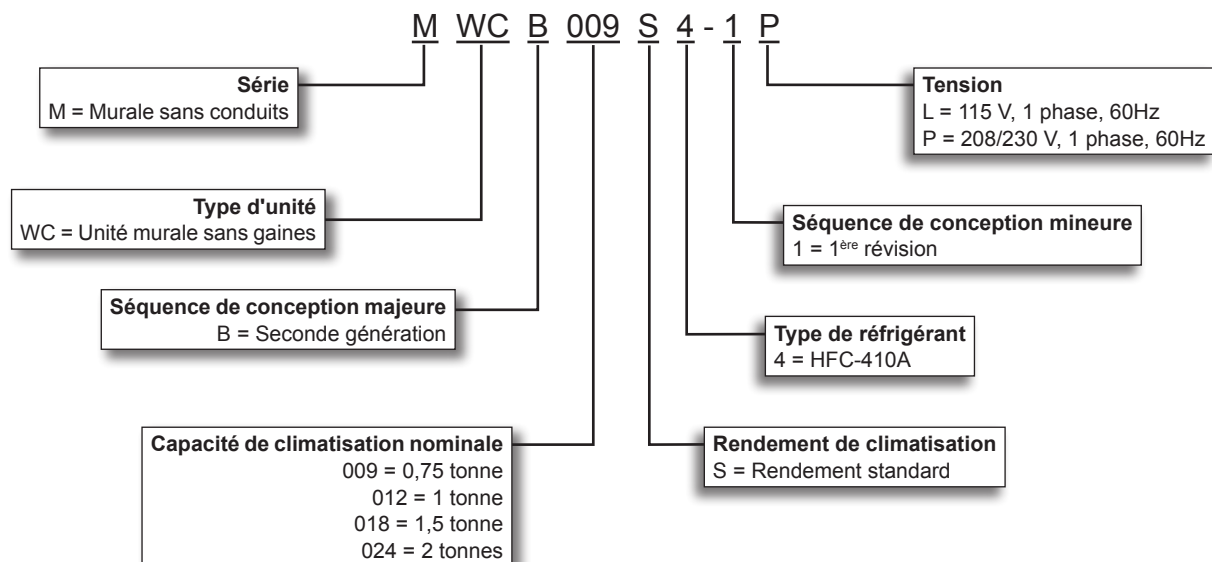 M WC B 009 S 4 - 1 P
Série
M = Murale sans conduits
Tension
L = 115 V, 1 phase, 60Hz
P = 208/230 V, 1 phase, 60Hz
Type d'unité
WC = Unité murale sans gaines
Séquence de conception mineure
1 = 1ère révision
Séquence de conception majeure
B = Seconde génération
Type de réfrigérant
4 = HFC-410A
Capacité de climatisation nominale
009 = 0,75 tonne
012 = 1 tonne
018 = 1,5 tonne
024 = 2 tonnes
Rendement de climatisation
S = Rendement standard